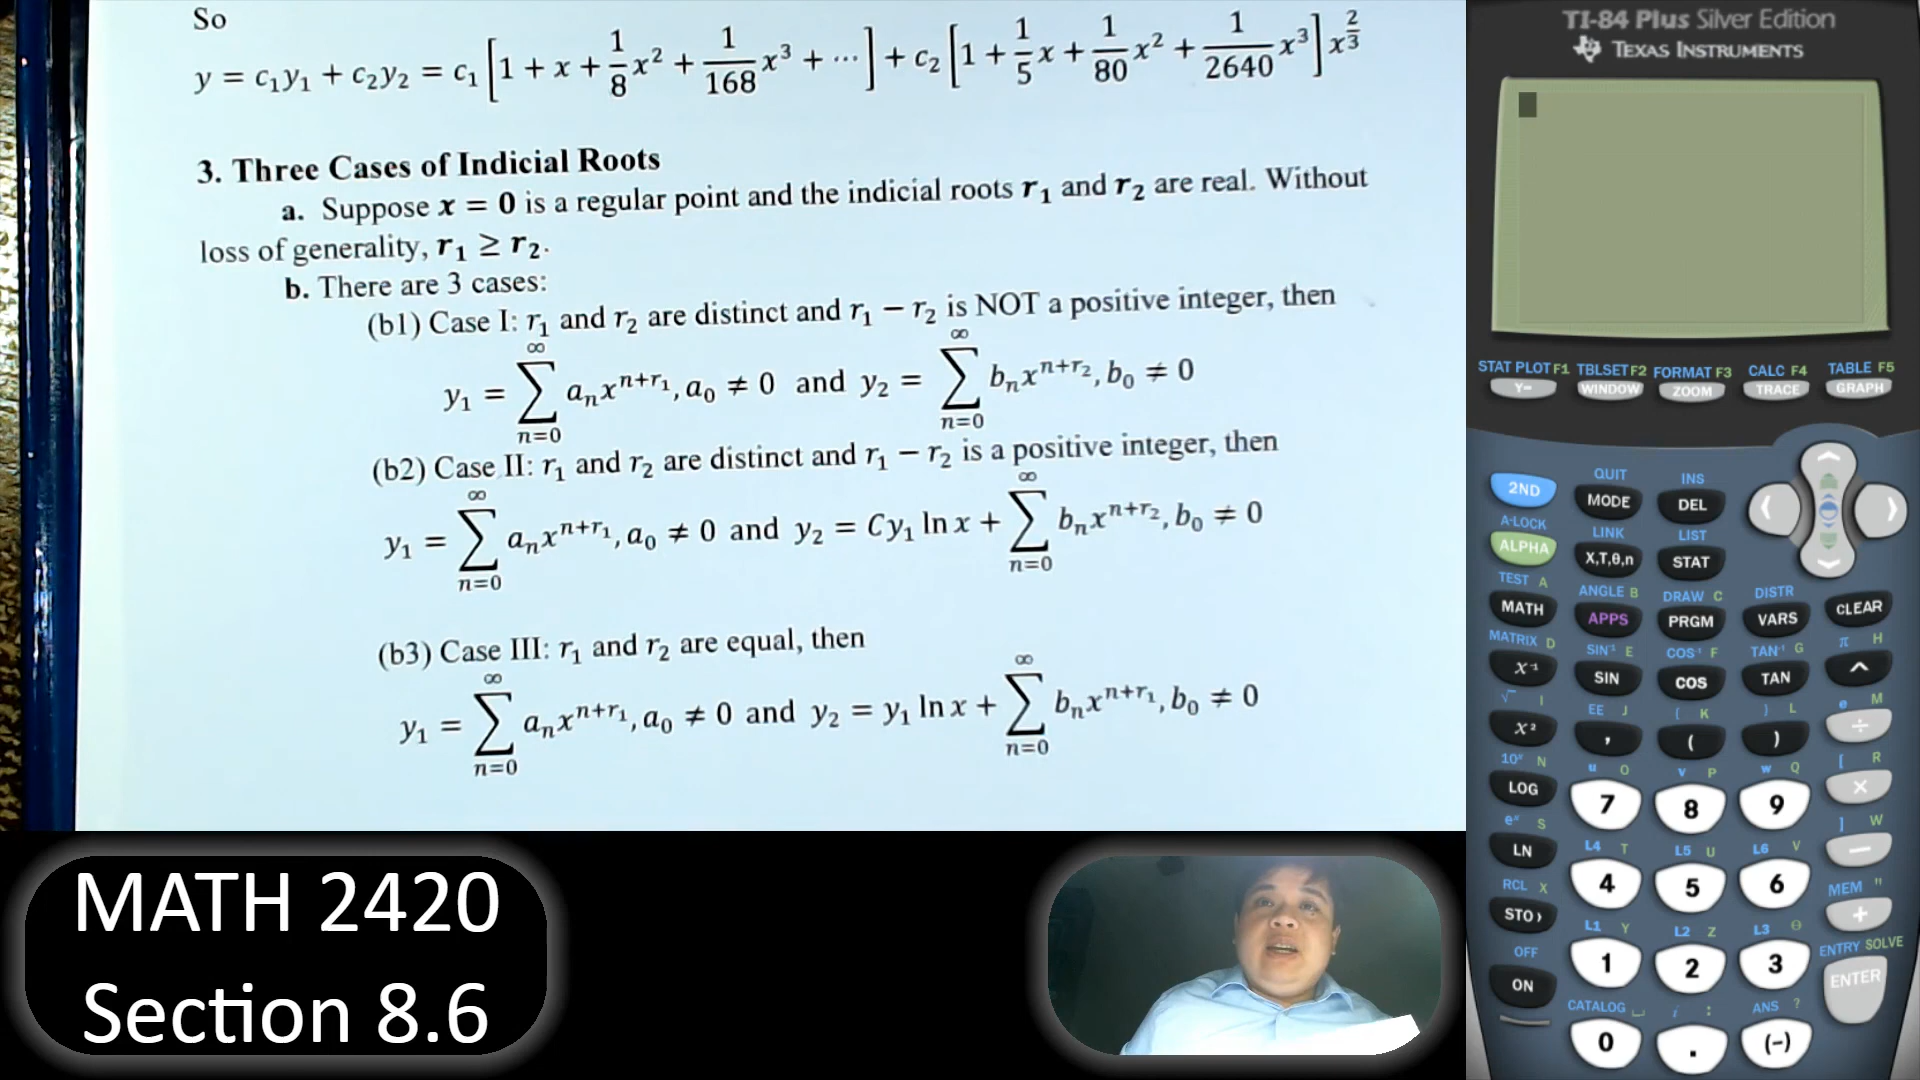 So
y = c₁y₁ + c₂y₂ = c₁[1 + x + 1/8 x² + 1/168 x³ + ⋯] + c₂[1 + 1/5 x + 1/80 x² + 1/2640 x³] x^(2/3)
3. Three Cases of Indicial Roots
a. Suppose x = 0 is a regular point and the indicial roots r₁ and r₂ are real. Without
loss of generality, r₁ ≥ r₂.
b. There are 3 cases:
(b1) Case I: r₁ and r₂ are distinct and r₁ − r₂ is NOT a positive integer, then
y₁ = ∑_{n=0}^{∞} aₙx^{n+r₁}, a₀ ≠ 0 and y₂ = ∑_{n=0}^{∞} bₙx^{n+r₂}, b₀ ≠ 0
(b2) Case II: r₁ and r₂ are distinct and r₁ − r₂ is a positive integer, then
y₁ = ∑_{n=0}^{∞} aₙx^{n+r₁}, a₀ ≠ 0 and y₂ = Cy₁ ln x + ∑_{n=0}^{∞} bₙx^{n+r₂}, b₀ ≠ 0
(b3) Case III: r₁ and r₂ are equal, then
y₁ = ∑_{n=0}^{∞} aₙx^{n+r₁}, a₀ ≠ 0 and y₂ = y₁ ln x + ∑_{n=0}^{∞} bₙx^{n+r₁}, b₀ ≠ 0
MATH 2420
Section 8.6
TI-84 Plus Silver Edition
TEXAS INSTRUMENTS
STAT PLOT F1 TBLSET F2 FORMAT F3 CALC F4 TABLE F5
Y= WINDOW ZOOM TRACE GRAPH
QUIT INS
2ND MODE DEL
A-LOCK LINK LIST
ALPHA X,T,θ,n STAT
TEST A ANGLE B DRAW C DISTR
MATH APPS PRGM VARS CLEAR
MATRIX D SIN⁻¹ E COS⁻¹ F TAN⁻¹ G π H
x⁻¹ SIN COS TAN ^
√ I EE J { K } L e M
x² , ( ) ÷
10ˣ N u O v P w Q [ R
LOG 7 8 9 ×
eˣ S L4 T L5 U L6 V ] W
LN 4 5 6 −
RCL X L1 Y L2 Z L3 θ MEM "
STO› 1 2 3 +
OFF CATALOG ⎵ i : ANS ? ENTRY SOLVE
ON 0 . (−) ENTER